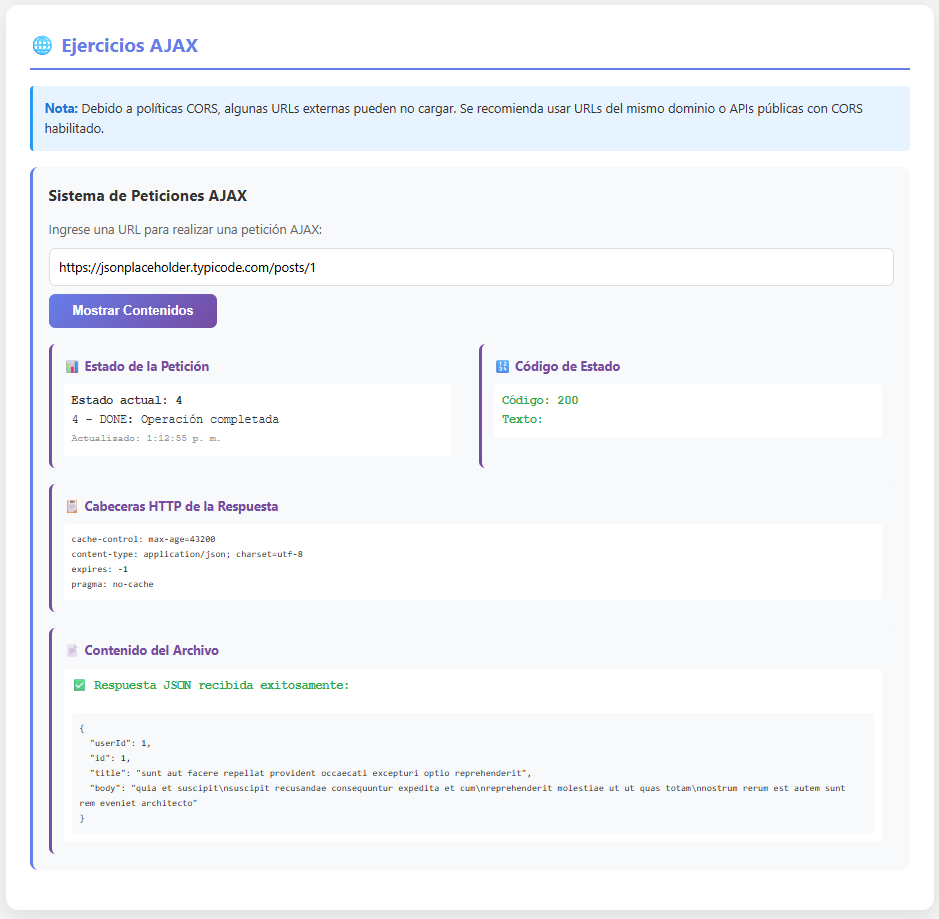 Ejercicios AJAX
Nota: Debido a políticas CORS, algunas URLs externas pueden no cargar. Se recomienda usar URLs del mismo dominio o APIs públicas con CORS
habilitado.
Sistema de Peticiones AJAX
Ingrese una URL para realizar una petición AJAX:
https://jsonplaceholder.typicode.com/posts/1
Mostrar Contenidos
Estado de la Petición
Estado actual: 4
4 - DONE: Operación completada
Actualizado: 1:12:55 p. m.
Código de Estado
Código: 200
Texto:
Cabeceras HTTP de la Respuesta
cache-control: max-age=43200
content-type: application/json; charset=utf-8
expires: -1
pragma: no-cache
Contenido del Archivo
Respuesta JSON recibida exitosamente:
{
  "userId": 1,
  "id": 1,
  "title": "sunt aut facere repellat provident occaecati excepturi optio reprehenderit",
  "body": "quia et suscipit\nsuscipit recusandae consequuntur expedita et cum\nreprehenderit molestiae ut ut quas totam\nnostrum rerum est autem sunt
rem eveniet architecto"
}